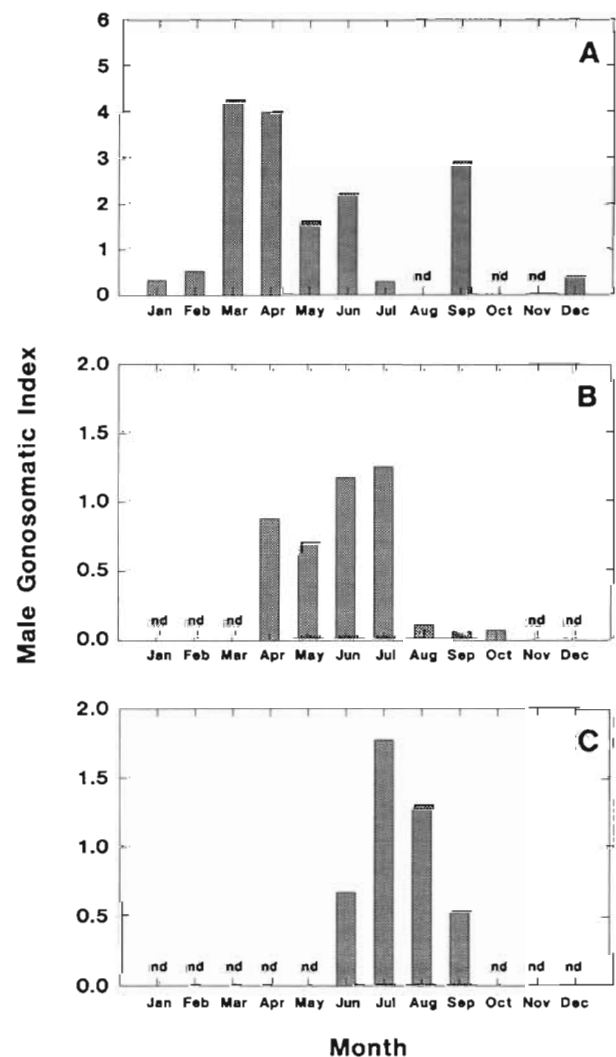 Male Gonosomatic Index
6
5
4
3
2
1
0
A
nd nd nd
Jan Feb Mar Apr May Jun Jul Aug Sep Oct Nov Dec
2.0
1.5
1.0
0.5
0.0
B
nd nd nd nd nd
Jan Feb Mar Apr May Jun Jul Aug Sep Oct Nov Dec
2.0
1.5
1.0
0.5
0.0
C
nd nd nd nd nd nd nd nd
Jan Feb Mar Apr May Jun Jul Aug Sep Oct Nov Dec
Month